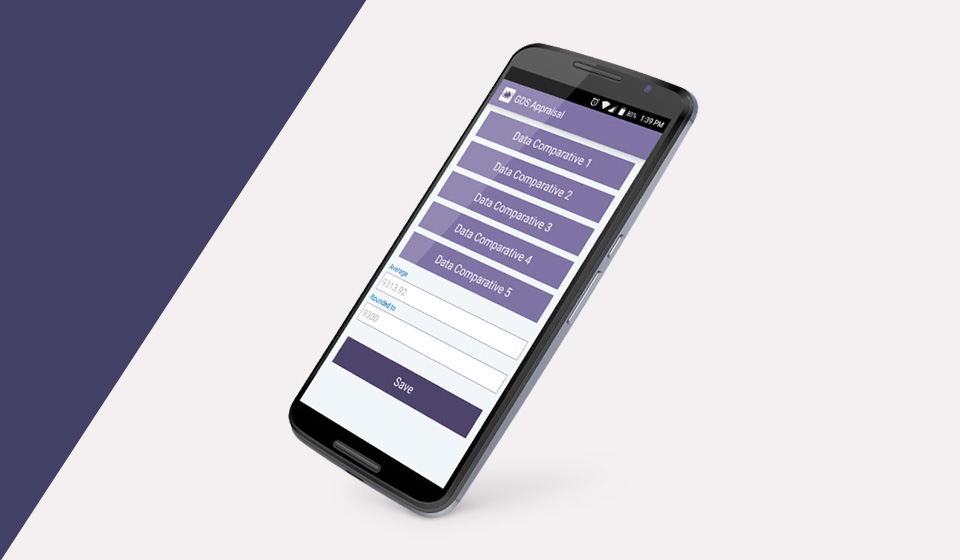 80% 1:39 PM
GDS Appraisal
Data Comparative 1
Data Comparative 2
Data Comparative 3
Data Comparative 4
Data Comparative 5
Average
9313.92
Rounded to
9300
Save